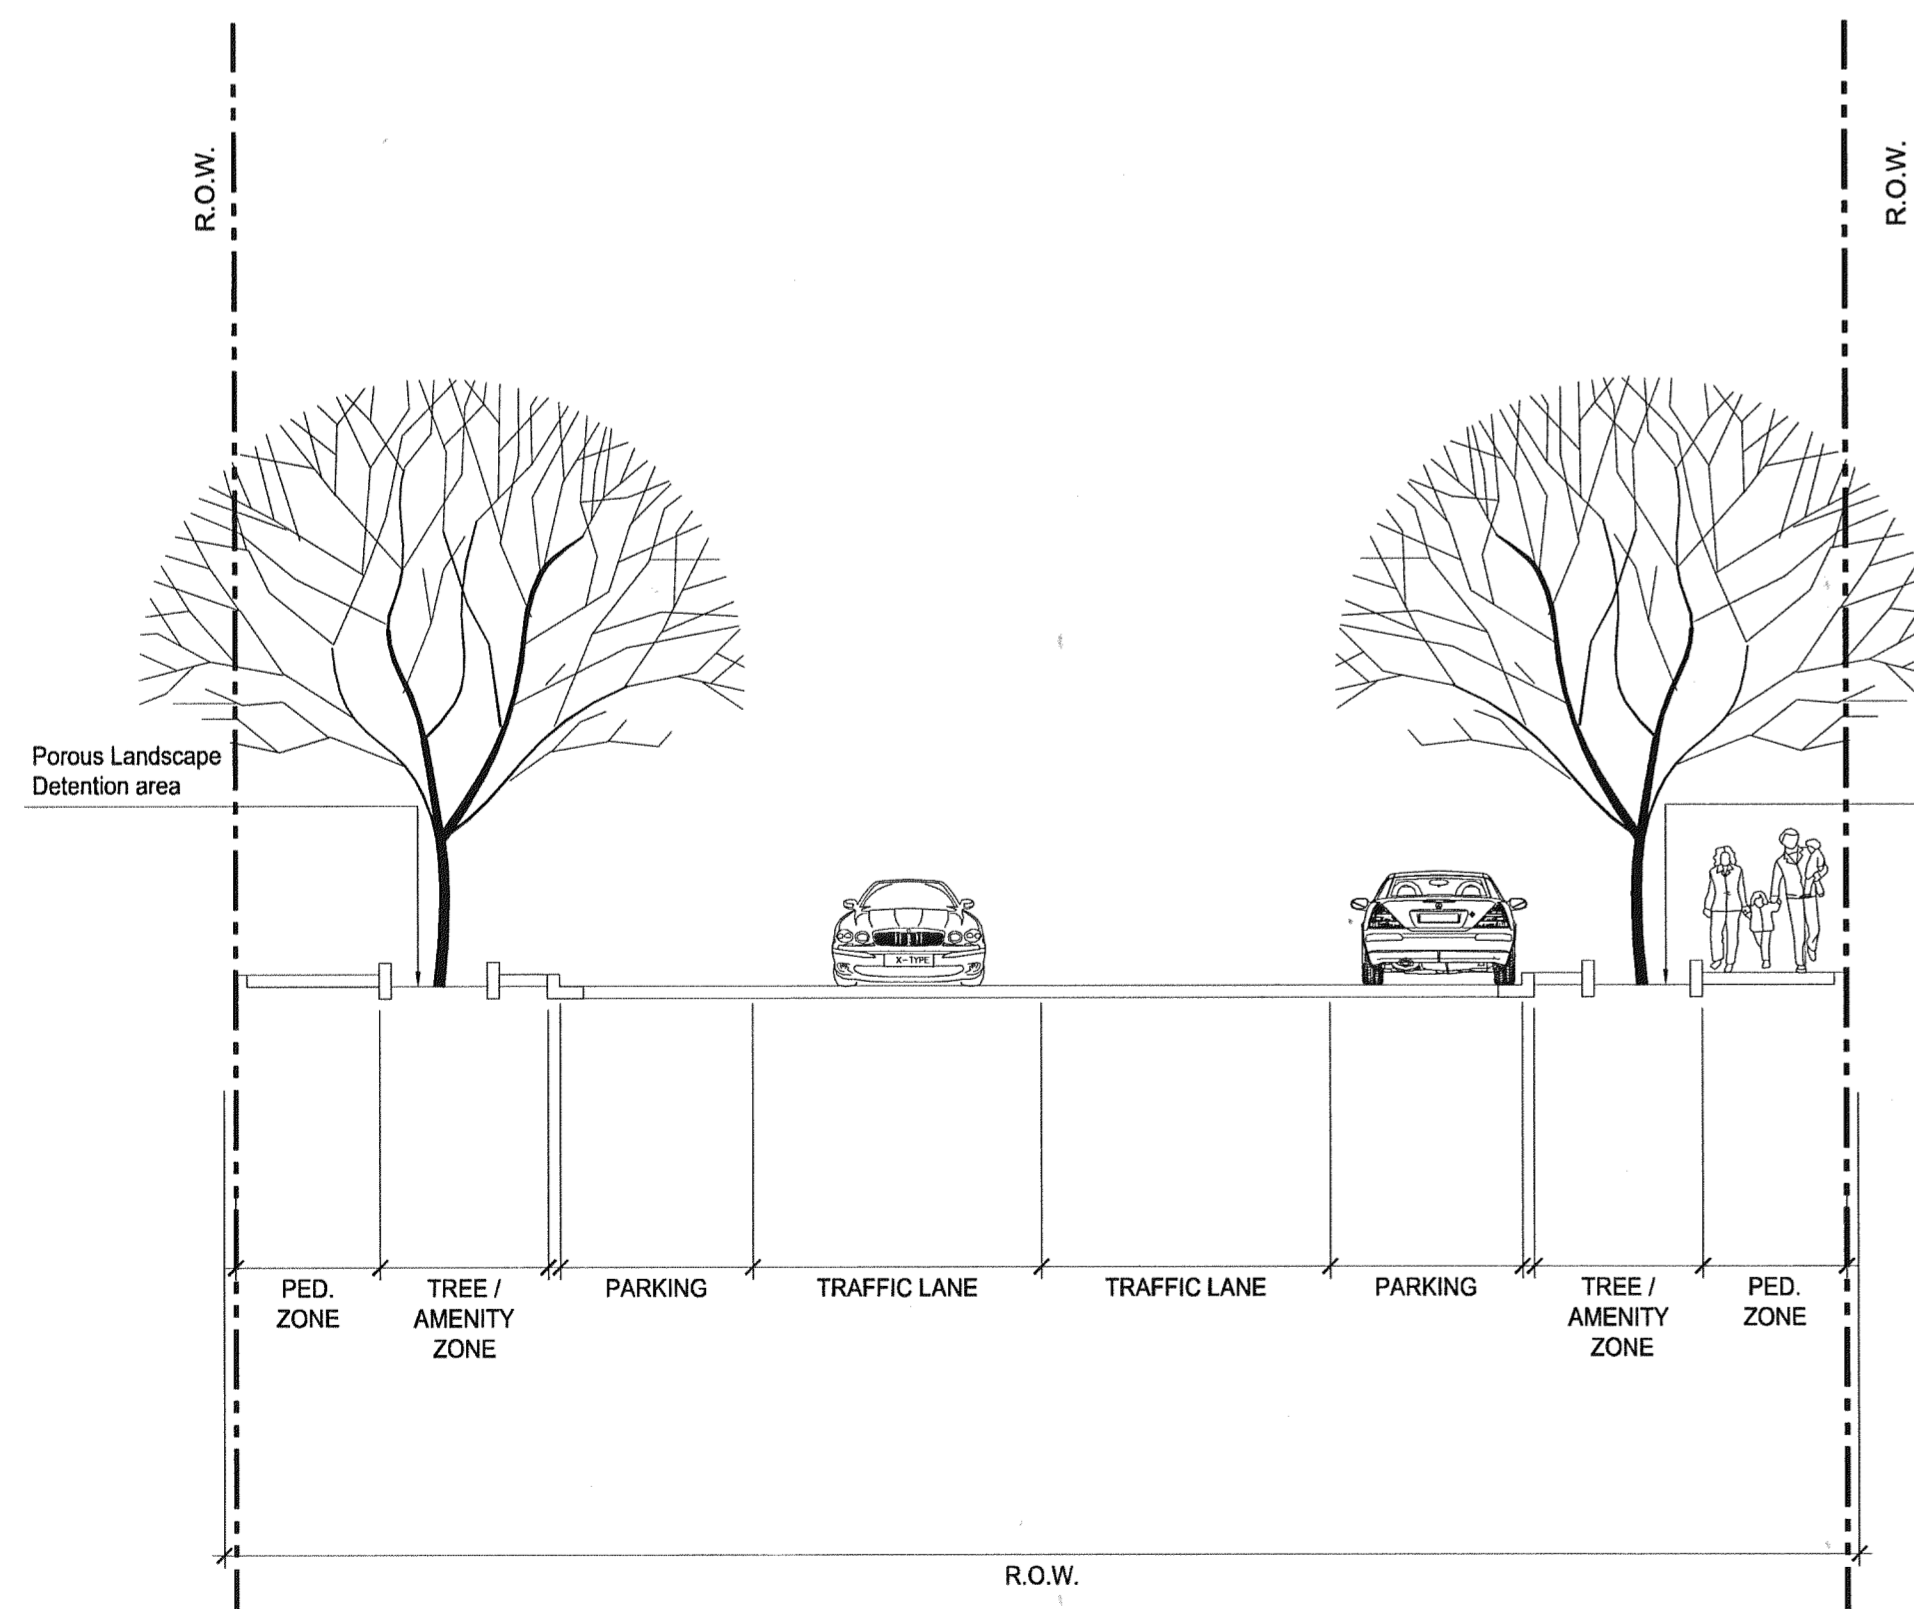 R.O.W.
R.O.W.
Porous Landscape
Detention area
X-TYPE
PED.
ZONE
TREE /
AMENITY
ZONE
PARKING
TRAFFIC LANE
TRAFFIC LANE
PARKING
TREE /
AMENITY
ZONE
PED.
ZONE
R.O.W.